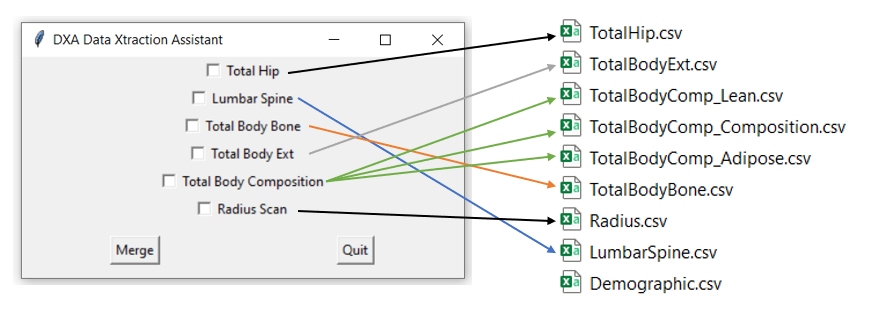 DXA Data Xtraction Assistant
Total Hip
Lumbar Spine
Total Body Bone
Total Body Ext
Total Body Composition
Radius Scan
Merge
Quit
TotalHip.csv
TotalBodyExt.csv
TotalBodyComp_Lean.csv
TotalBodyComp_Composition.csv
TotalBodyComp_Adipose.csv
TotalBodyBone.csv
Radius.csv
LumbarSpine.csv
Demographic.csv